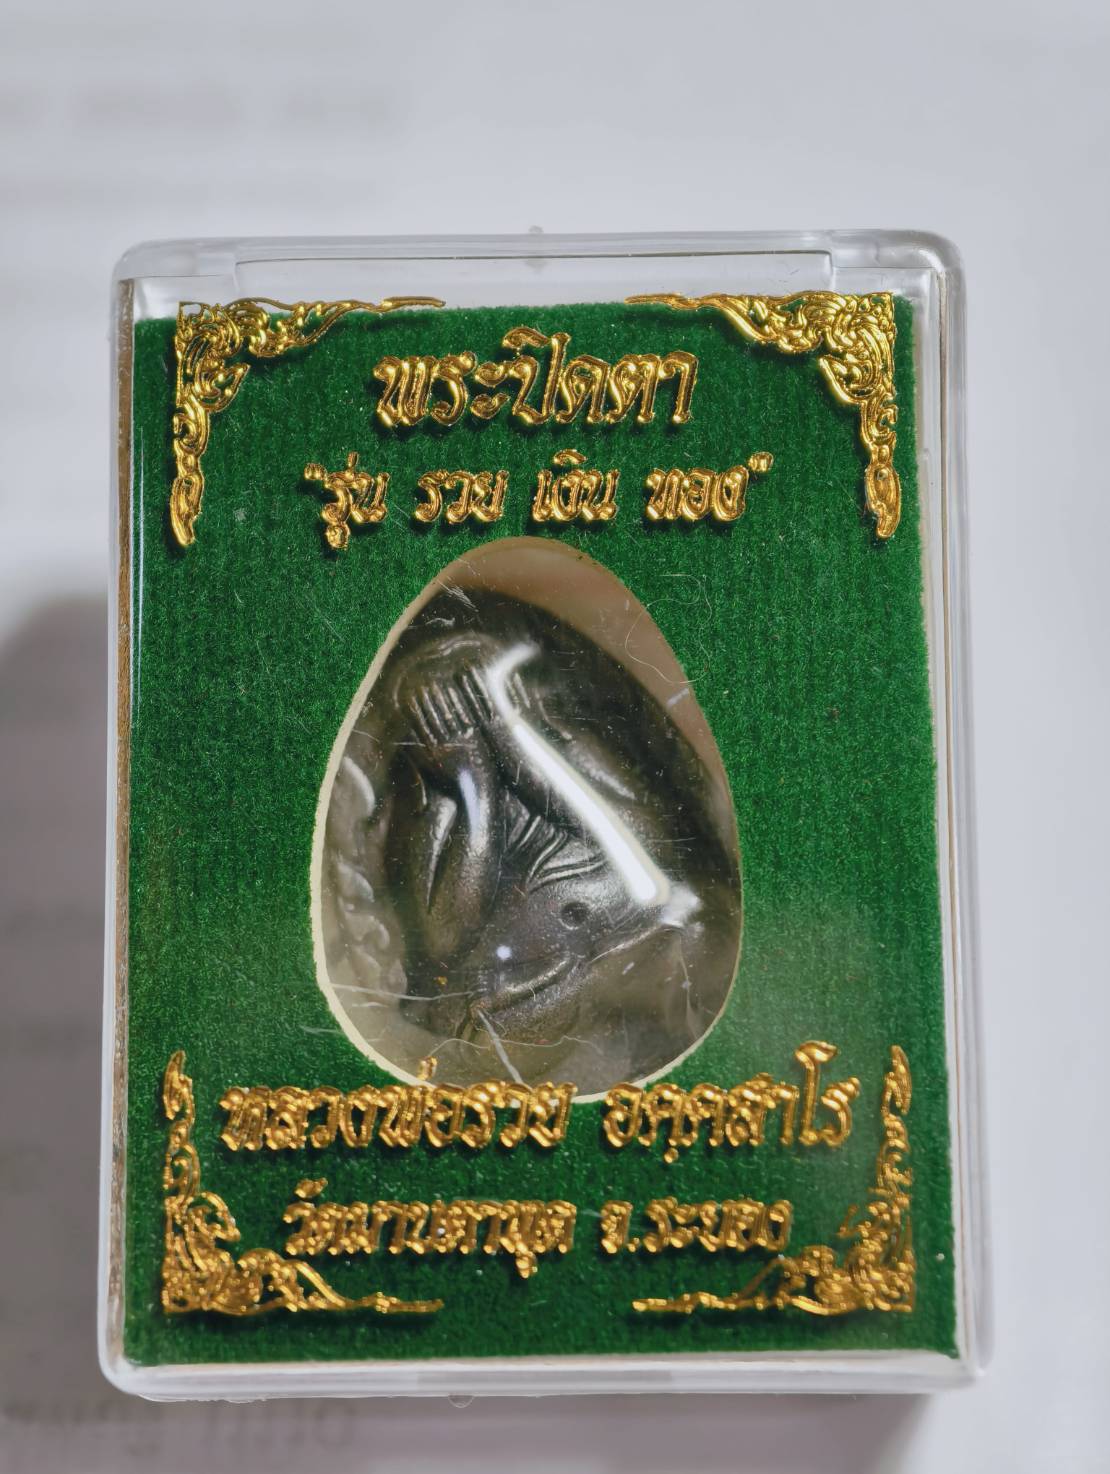 พระปิดตา
"รุ่น รวย เงิน ทอง"
หลวงพ่อรวย อคฺคสาโร
วัดมาบตาพุด จ.ระยอง